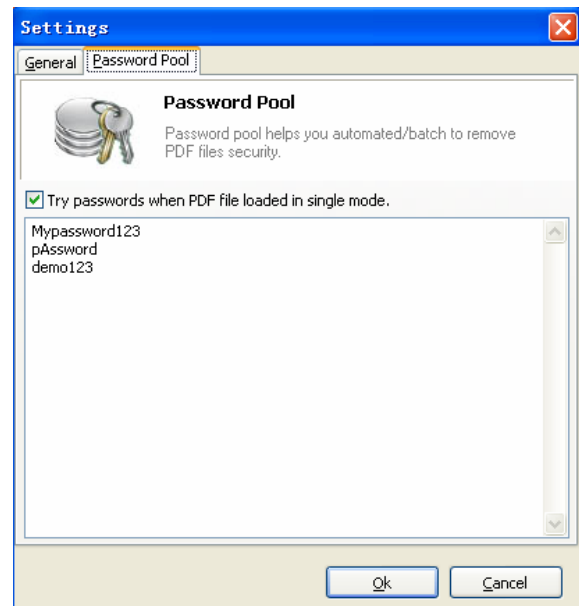 Settings
General Password Pool
Password Pool
Password pool helps you automated/batch to remove
PDF files security.
Try passwords when PDF file loaded in single mode.
Mypassword123
pAssword
demo123
Ok Cancel